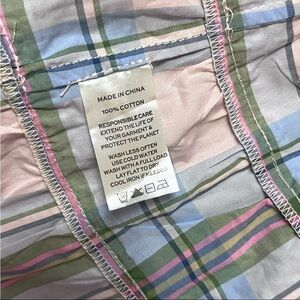 MADE IN CHINA
100% COTTON
RESPONSIBLE CARE
EXTEND THE LIFE OF
YOUR GARMENT &
PROTECT THE PLANET
WASH LESS OFTEN
USE COLD WATER
WASH WITH A FULL LOAD
LAY FLAT TO DRY
COOL IRON IF NEEDED